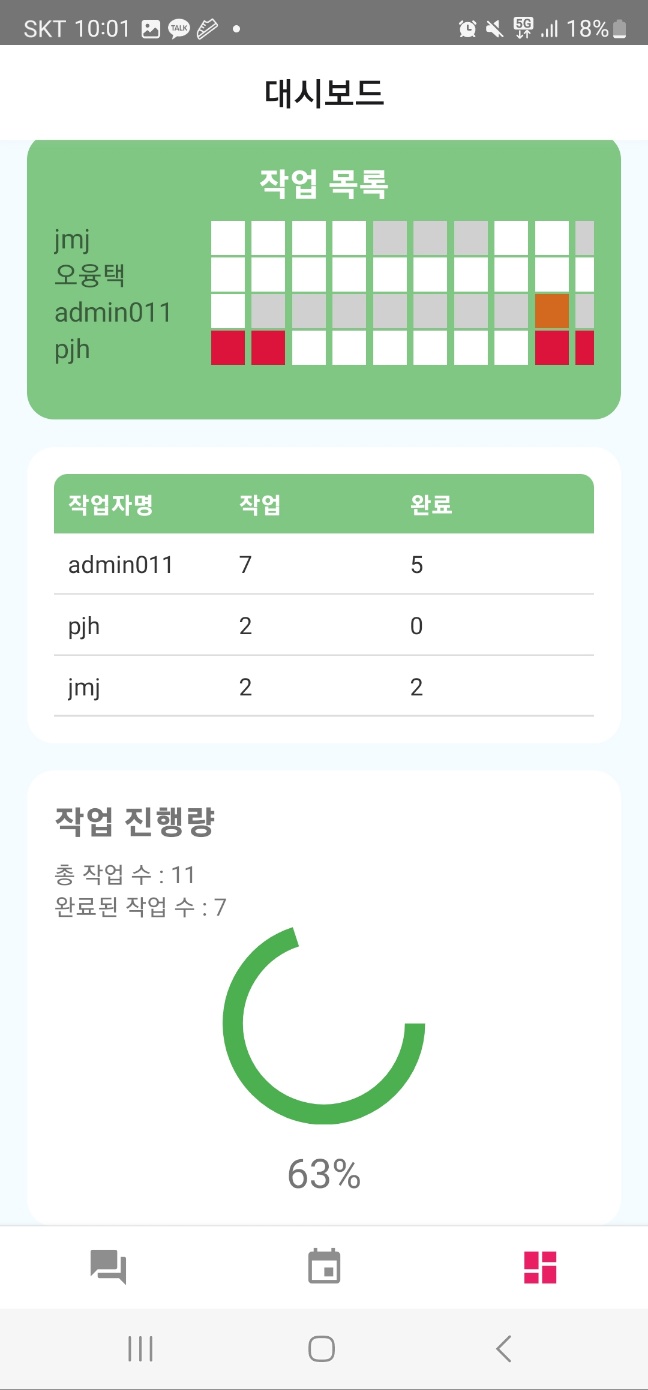 SKT 10:01 TALK 5G 18%
대시보드
작업 목록
jmj
오융택
admin011
pjh
작업자명 작업 완료
admin011 7 5
pjh 2 0
jmj 2 2
작업 진행량
총 작업 수 : 11
완료된 작업 수 : 7
63%